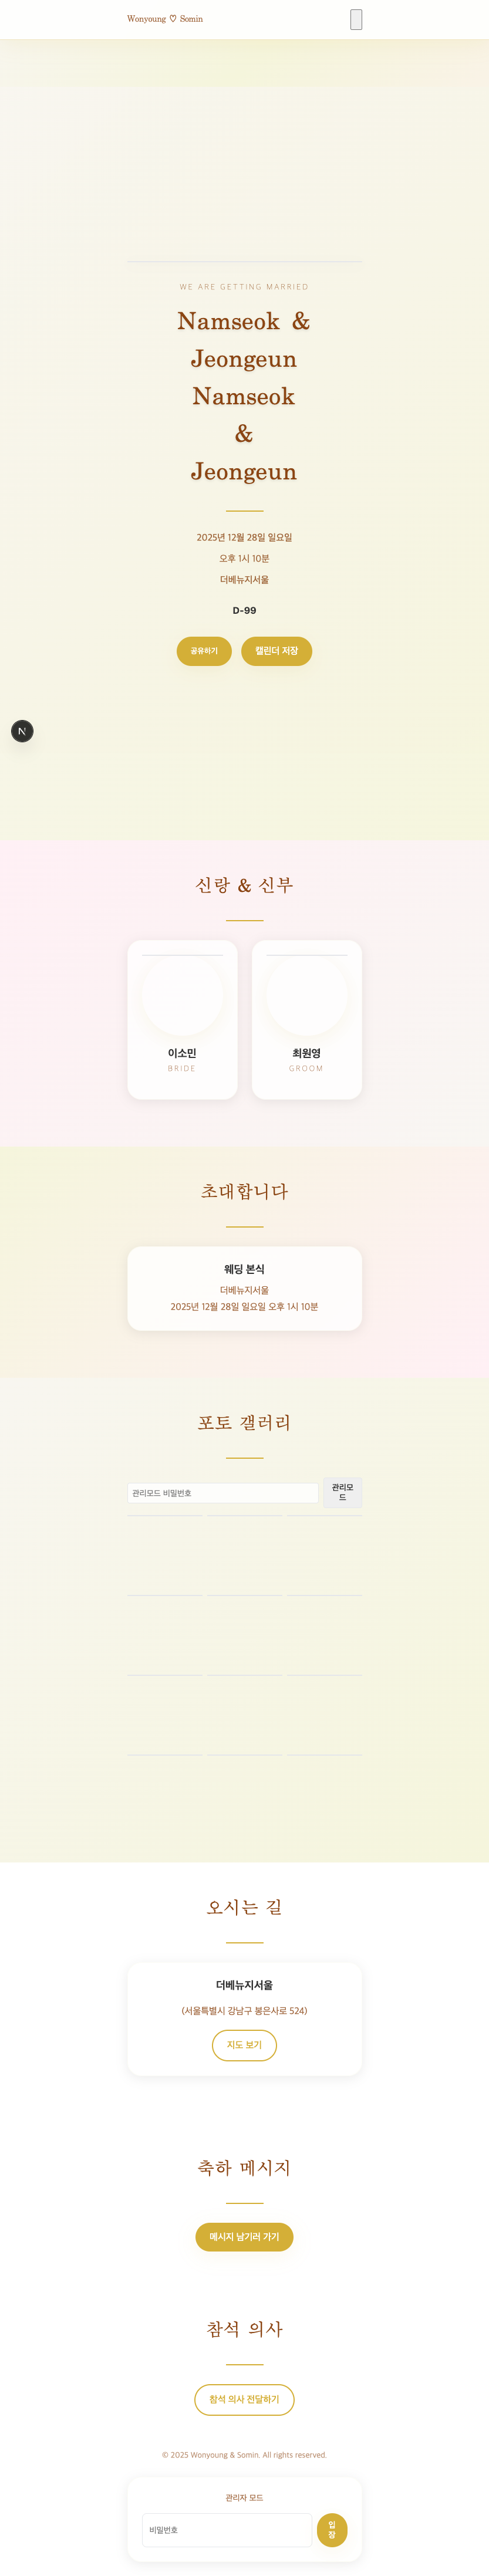 Wonyoung ♡ Somin
WE ARE GETTING MARRIED
Namseok &
Jeongeun
Namseok
&
Jeongeun
2025년 12월 28일 일요일
오후 1시 10분
더베뉴지서울
D-99
공유하기 캘린더 저장
N
신랑 & 신부
이소민 최원영
BRIDE GROOM
초대합니다
웨딩 본식
더베뉴지서울
2025년 12월 28일 일요일 오후 1시 10분
포토 갤러리
관리모드 비밀번호 관리모
드
오시는 길
더베뉴지서울
(서울특별시 강남구 봉은사로 524)
지도 보기
축하 메시지
메시지 남기러 가기
참석 의사
참석 의사 전달하기
© 2025 Wonyoung & Somin. All rights reserved.
관리자 모드
비밀번호 입
장